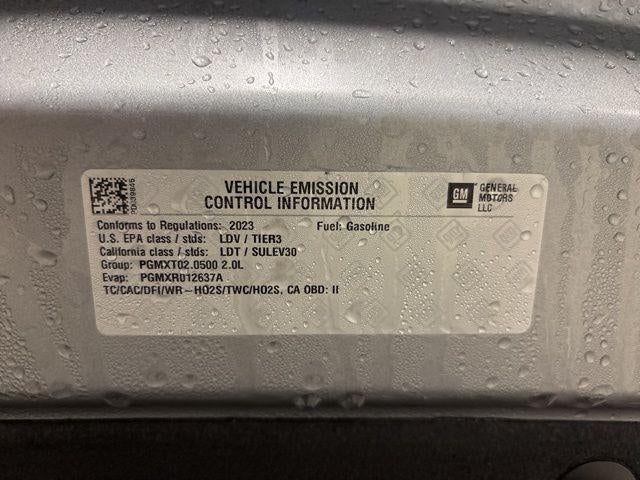 VEHICLE EMISSION
CONTROL INFORMATION
GM
GENERAL
MOTORS
LLC
Conforms to Regulations: 2023 Fuel: Gasoline
U.S. EPA class / stds: LDV / TIER3
California class / stds: LDT / SULEV30
Group: PGMXT02.0500 2.0L
Evap: PGMXR012637A
TC/CAC/DFI/WR-HO2S/TWC/HO2S, CA OBD: II